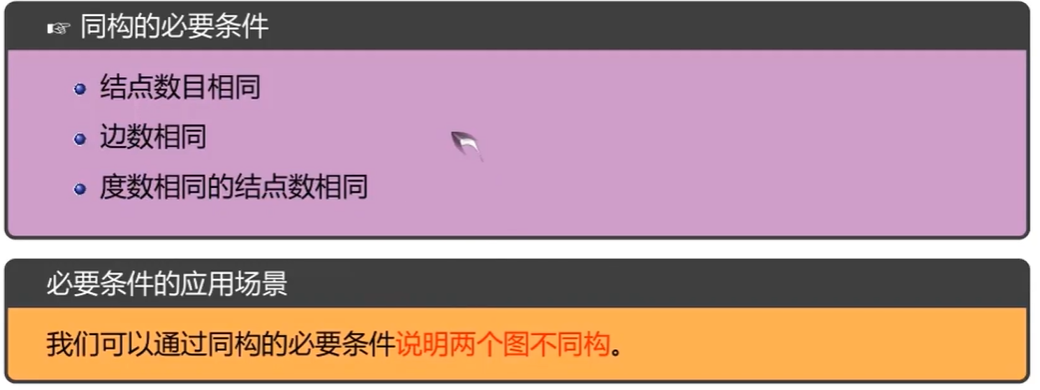 ☞ 同构的必要条件
结点数目相同
边数相同
度数相同的结点数相同
必要条件的应用场景
我们可以通过同构的必要条件说明两个图不同构。